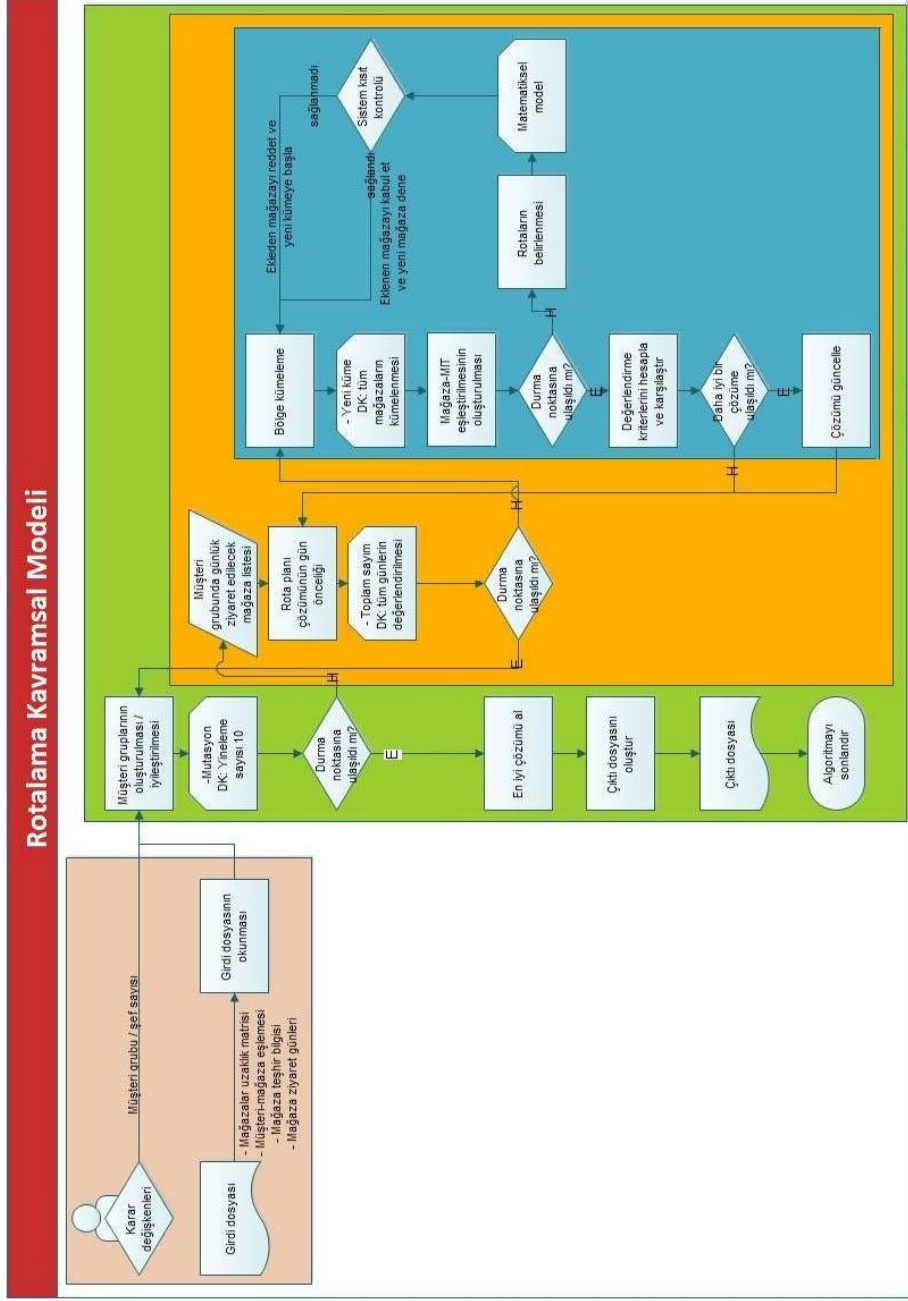 Rotalama Kavramsal Modeli
Karar
değişkenleri
Müşteri grubu / şef sayısı
Girdi dosyası
- Mağazalar uzaklık matrisi
- Müşteri-mağaza eşlemesi
- Mağaza teşhir bilgisi
- Mağaza ziyaret günleri
Girdi dosyasının
okunması
Müşteri gruplarının
oluşturulması /
iyileştirilmesi
-Mutasyon
DK: Yineleme
sayısı 10
Durma
noktasına
ulaşıldı mı?
H
E
En iyi çözümü al
Çıktı dosyasını
oluştur
Çıktı dosyası
Algoritmayı
sonlandır
Müşteri
grubunda günlük
ziyaret edilecek
mağaza listesi
Rota planı
çözümünün gün
önceliği
- Toplam sayım
DK: tüm günlerin
değerlendirilmesi
Durma
noktasına
ulaşıldı mı?
E
H
Bölge kümeleme
- Yeni küme
DK: tüm
mağazaların
kümelenmesi
Mağaza-MIT
eşleştirilmesinin
oluşturulması
Durma
noktasına
ulaşıldı mı?
H
E
Değerlendirme
kriterlerini hesapla
ve karşılaştır
Daha iyi bir
çözüme
ulaşıldı mı?
H
E
Çözümü güncelle
Rotaların
belirlenmesi
Matematiksel
model
Sistem kısıt
kontrolü
sağlanmadı
Ekleden mağazayı reddet ve
yeni kümeye başla
sağlandı
Eklenen mağazayı kabul et
ve yeni mağaza dene